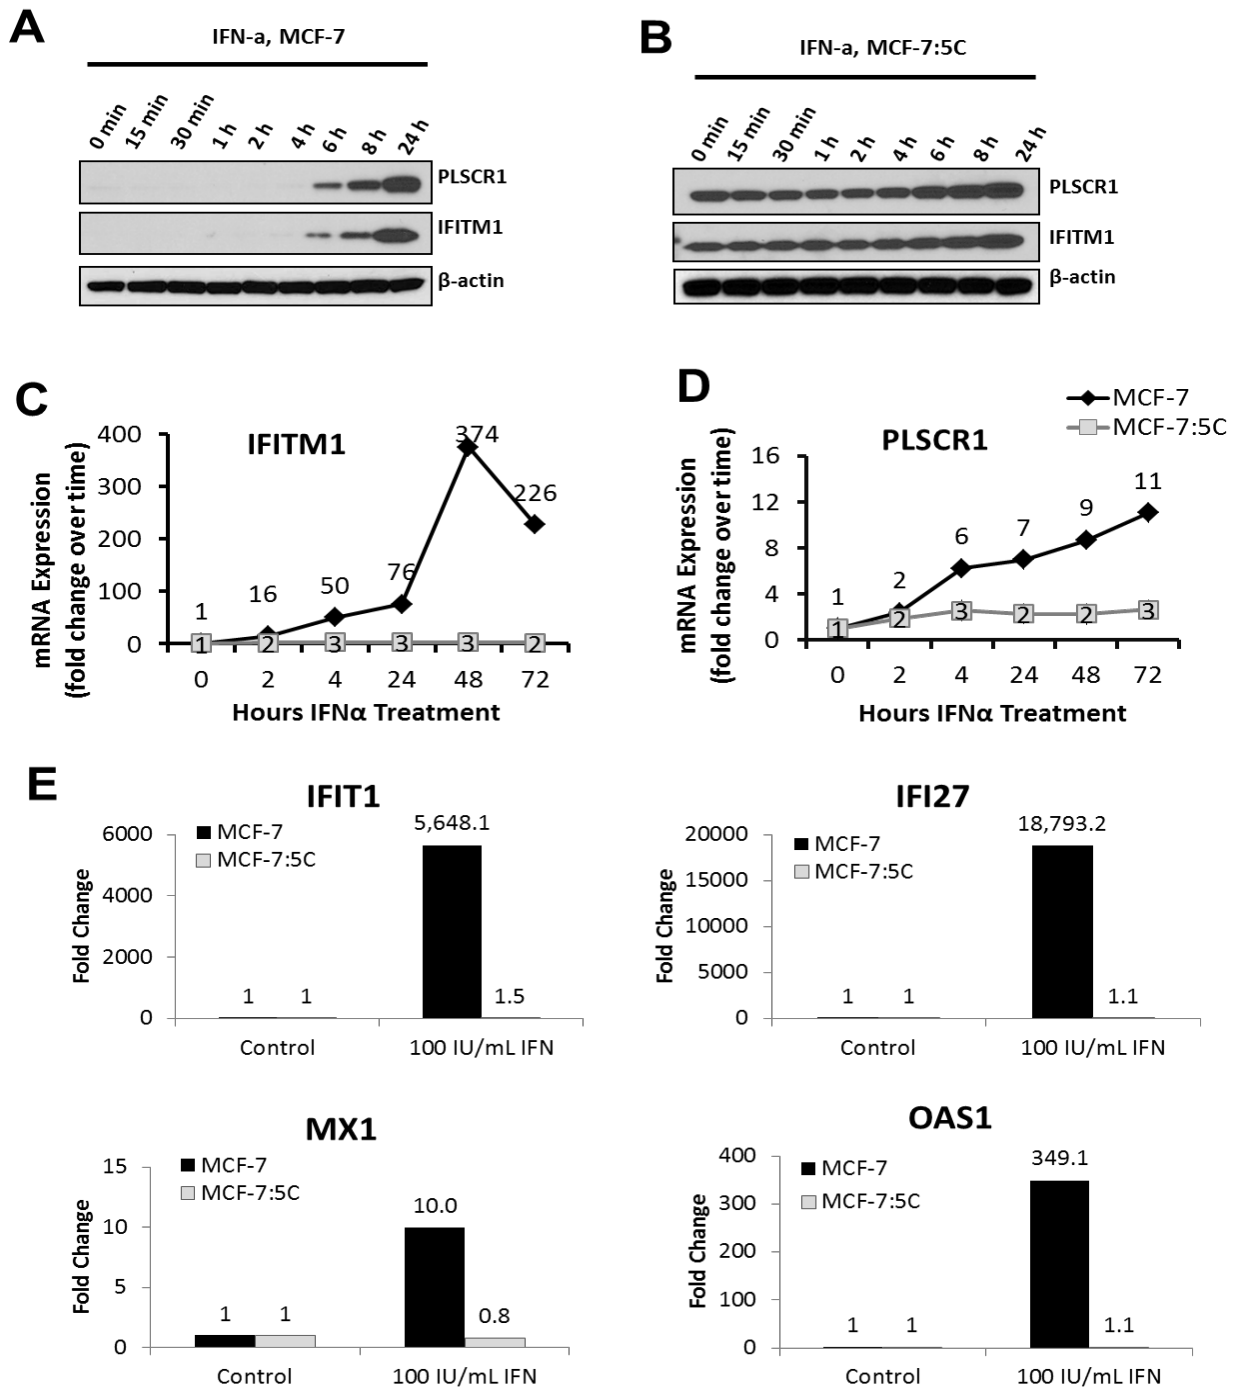 A
IFN-a, MCF-7
0 min
15 min
30 min
1 h
2 h
4 h
6 h
8 h
24 h
PLSCR1
IFITM1
β-actin
B
IFN-a, MCF-7:5C
0 min
15 min
30 min
1 h
2 h
4 h
6 h
8 h
24 h
PLSCR1
IFITM1
β-actin
C
IFITM1
mRNA Expression
(fold change over time)
400
300
200
100
0
1
16
50
76
374
226
1
2
3
3
3
2
0
2
4
24
48
72
Hours IFNα Treatment
D
PLSCR1
MCF-7
MCF-7:5C
mRNA Expression
(fold change over time)
16
12
8
4
0
1
2
6
7
9
11
1
2
3
2
2
3
0
2
4
24
48
72
Hours IFNα Treatment
E
IFIT1
Fold Change
6000
4000
2000
0
MCF-7
MCF-7:5C
1
1
5,648.1
1.5
Control
100 IU/mL IFN
IFI27
Fold Change
20000
15000
10000
5000
0
MCF-7
MCF-7:5C
1
1
18,793.2
1.1
Control
100 IU/mL IFN
MX1
Fold Change
15
10
5
0
MCF-7
MCF-7:5C
1
1
10.0
0.8
Control
100 IU/mL IFN
OAS1
Fold Change
400
300
200
100
0
MCF-7
MCF-7:5C
1
1
349.1
1.1
Control
100 IU/mL IFN